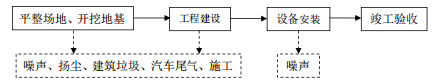 平整场地、开挖地基
工程建设
设备安装
竣工验收
噪声、扬尘、建筑垃圾、汽车尾气、施工
噪声